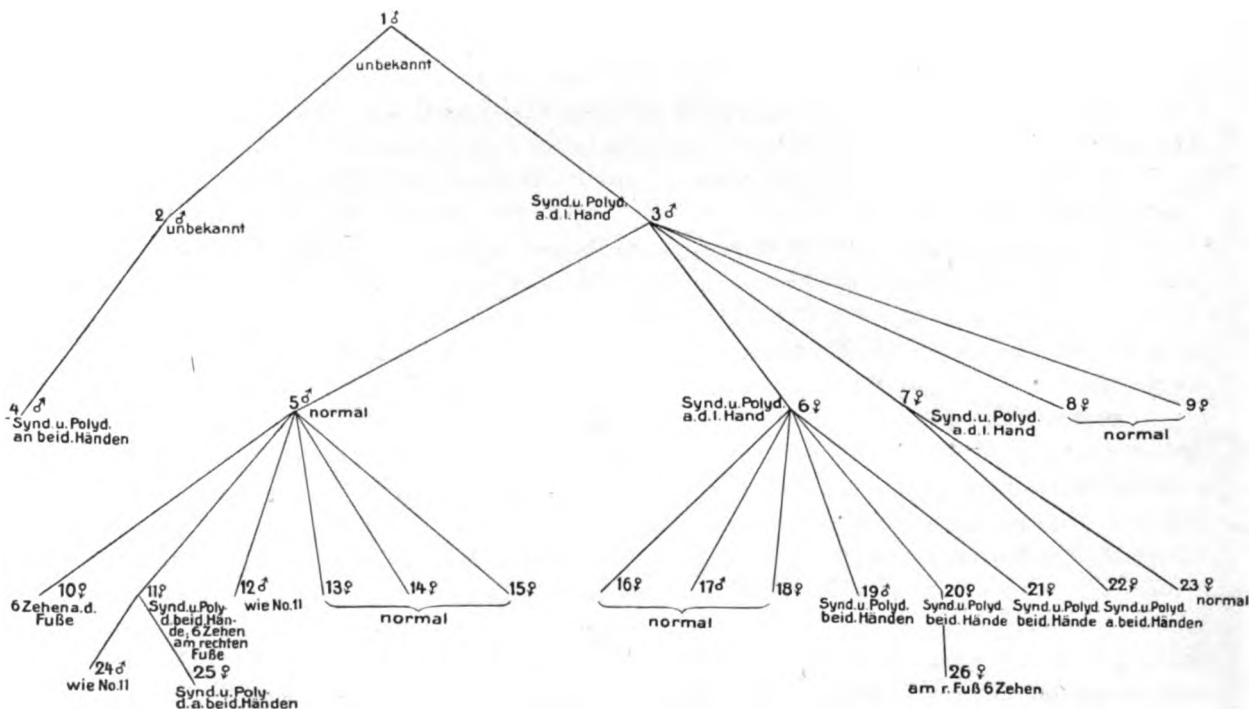 1 ♂
unbekannt
2 ♂
unbekannt
Synd. u. Polyd.
a. d. l. Hand
3 ♂
4 ♂
Synd. u. Polyd.
an beid. Händen
5 ♂
normal
Synd. u. Polyd.
a. d. l. Hand
6 ♀
7 ♀
Synd. u. Polyd.
a. d. l. Hand
8 ♀
9 ♀
normal
10 ♀
6 Zehen a. d.
Fuße
11 ♀
Synd. u. Poly-
d. beid. Hän-
de, 6 Zehen
am rechten
Fuße
12 ♂
wie No. 11
13 ♀
14 ♀
15 ♀
normal
16 ♀
17 ♂
18 ♀
normal
19 ♂
Synd. u. Polyd.
beid. Händen
20 ♀
Synd. u. Polyd.
beid. Hände
21 ♀
Synd. u. Polyd.
beid. Hände
22 ♀
Synd. u. Polyd.
a. beid. Händen
23 ♀
normal
24 ♂
wie No. 11
25 ♀
Synd. u. Poly-
d. a. beid. Händen
26 ♀
am r. Fuß 6 Zehen